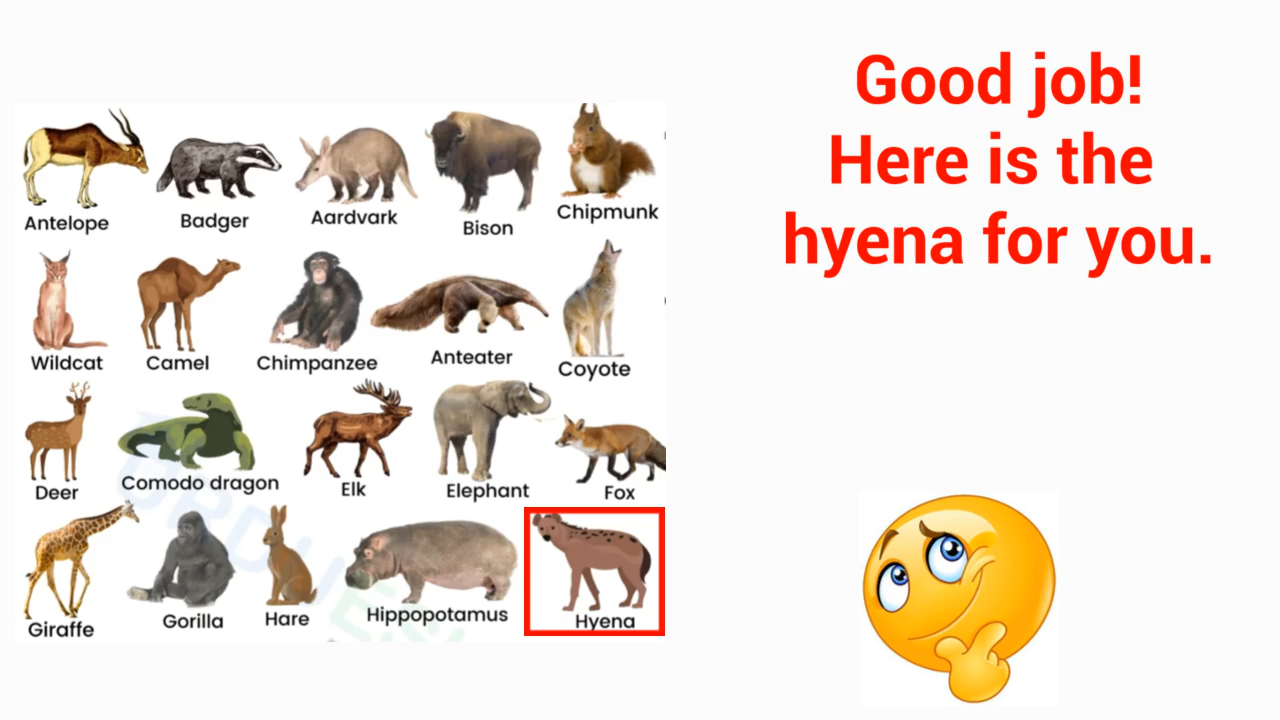 Good job!
Here is the
hyena for you.
Antelope
Badger
Aardvark
Bison
Chipmunk
Wildcat
Camel
Chimpanzee
Anteater
Coyote
Deer
Comodo dragon
Elk
Elephant
Fox
Giraffe
Gorilla
Hare
Hippopotamus
Hyena